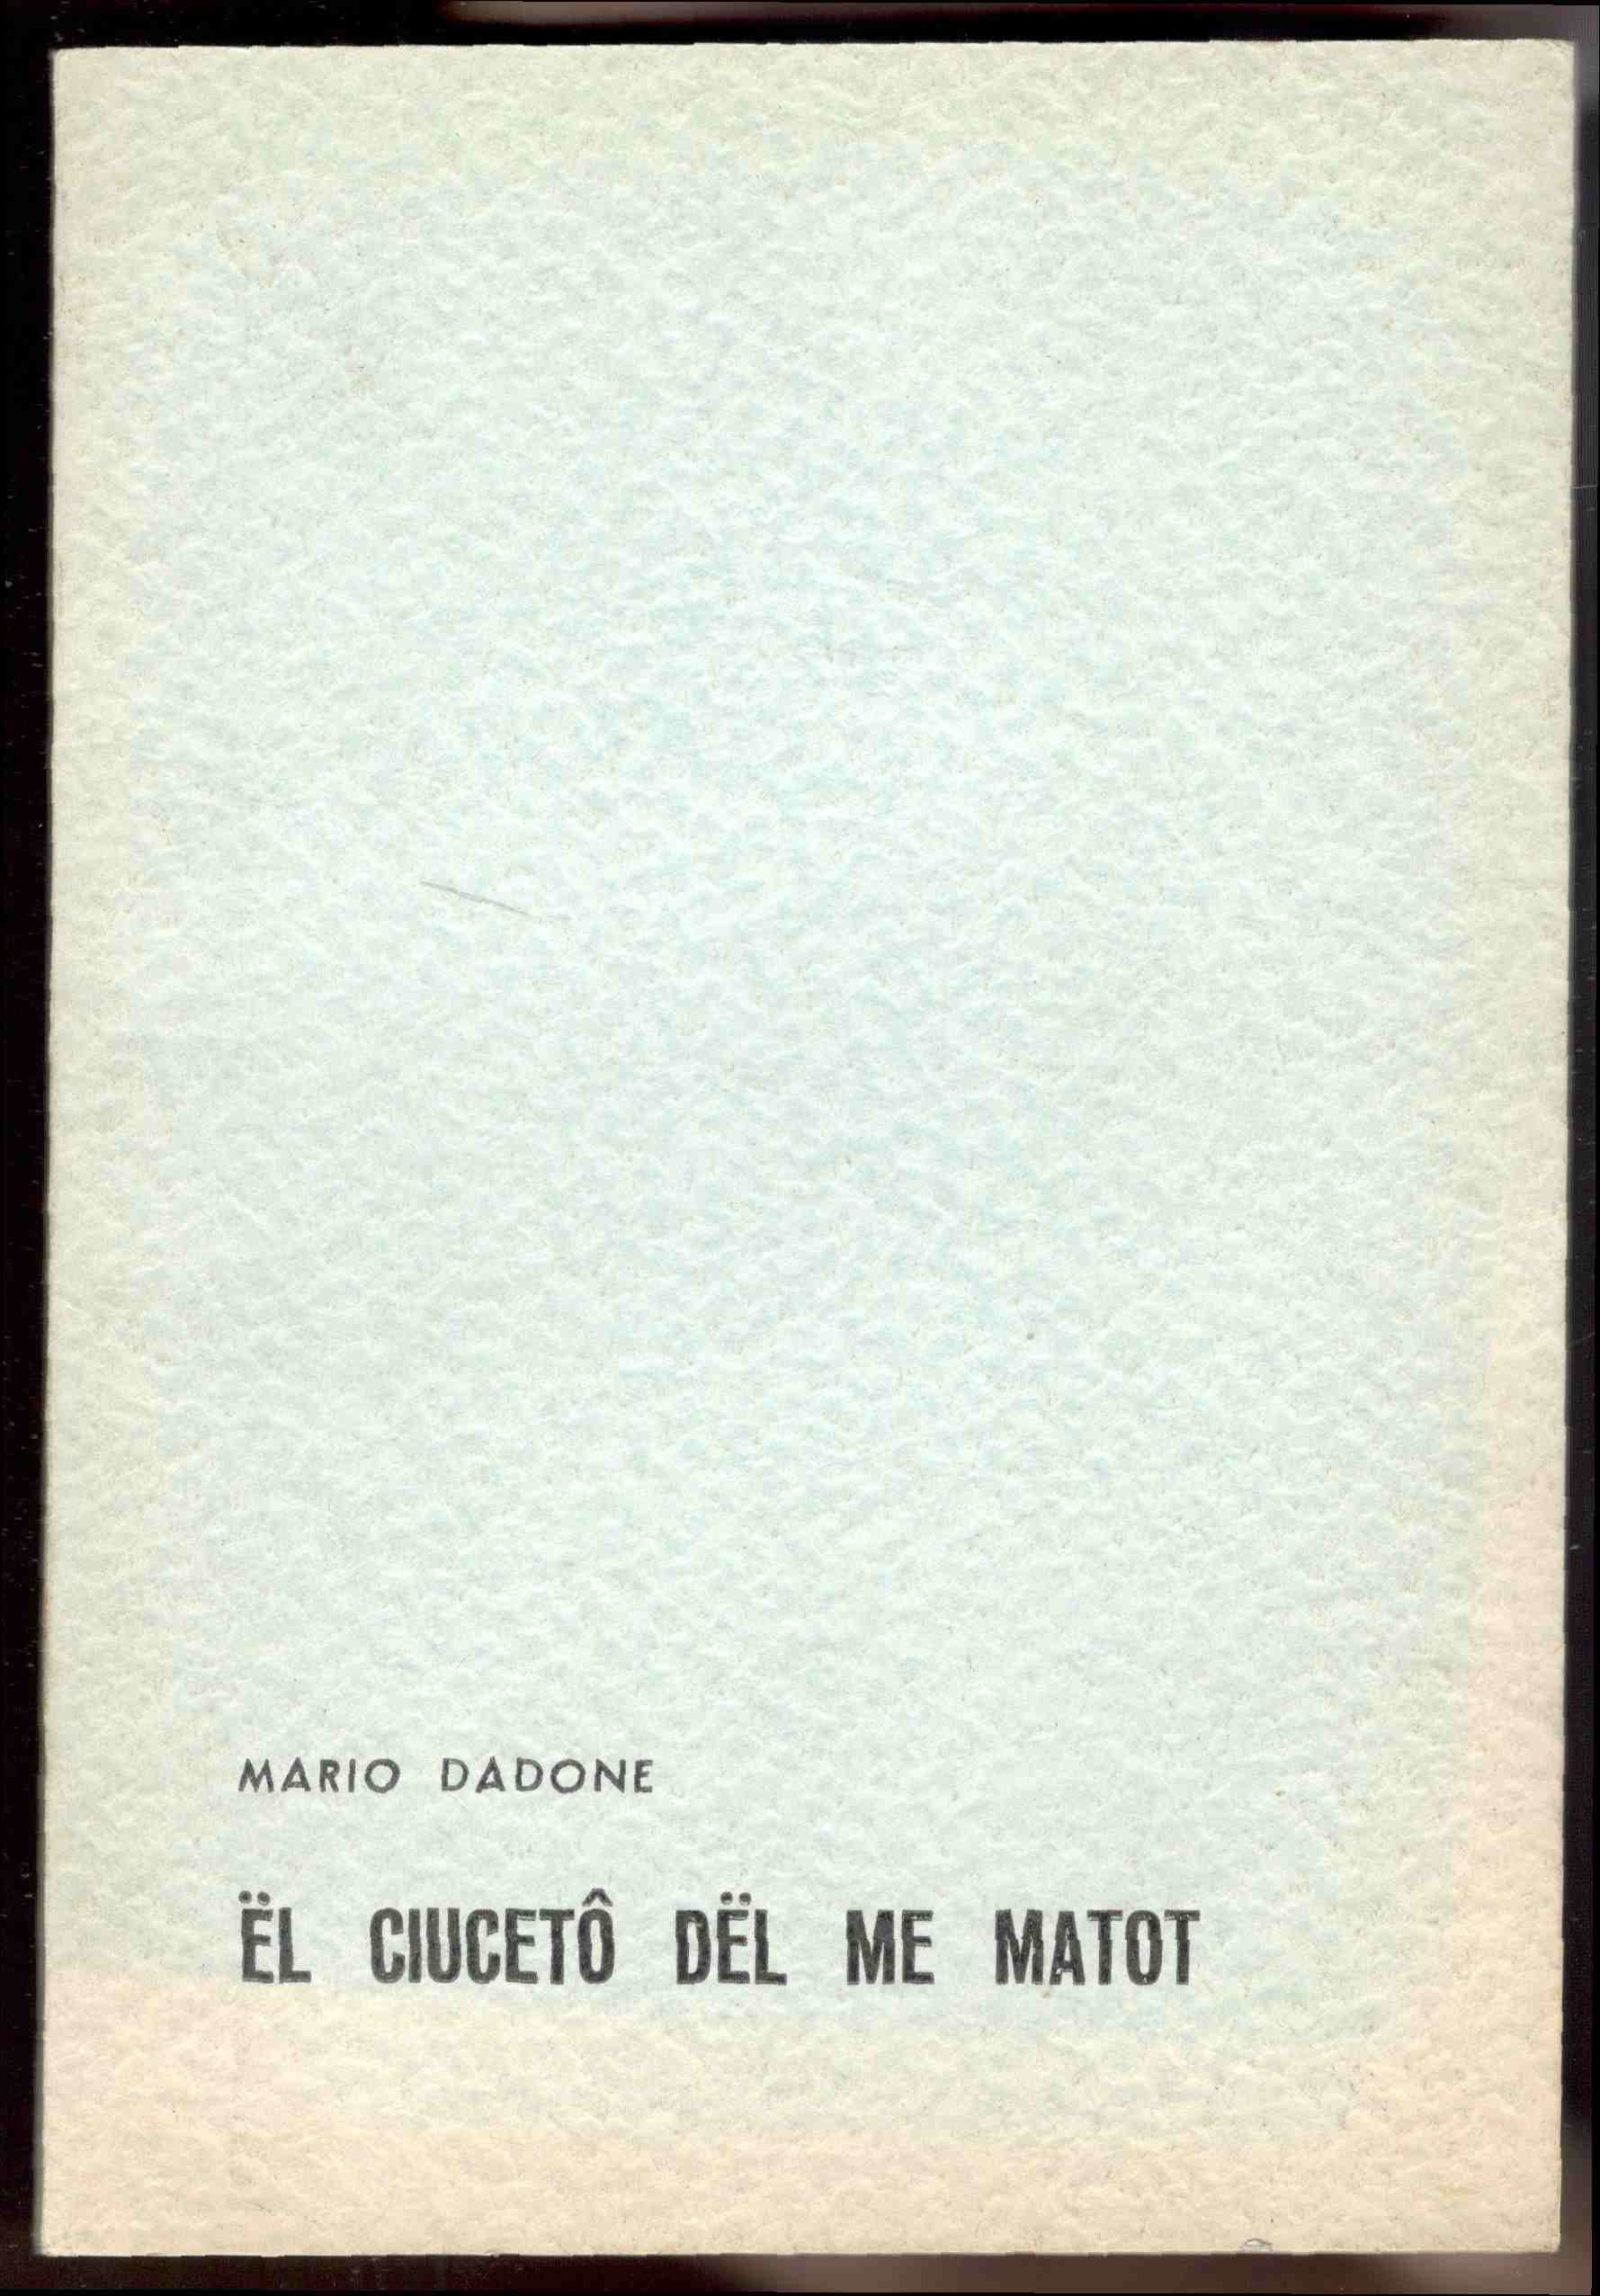 MARIO DADONE
ËL CIUCETÔ DËL ME MATOT